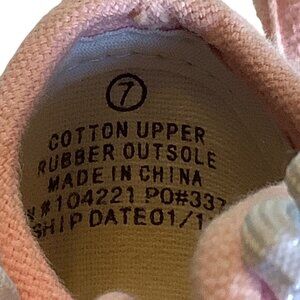 7
COTTON UPPER
RUBBER OUTSOLE
MADE IN CHINA
#104221 PO#337
SHIP DATE01/1